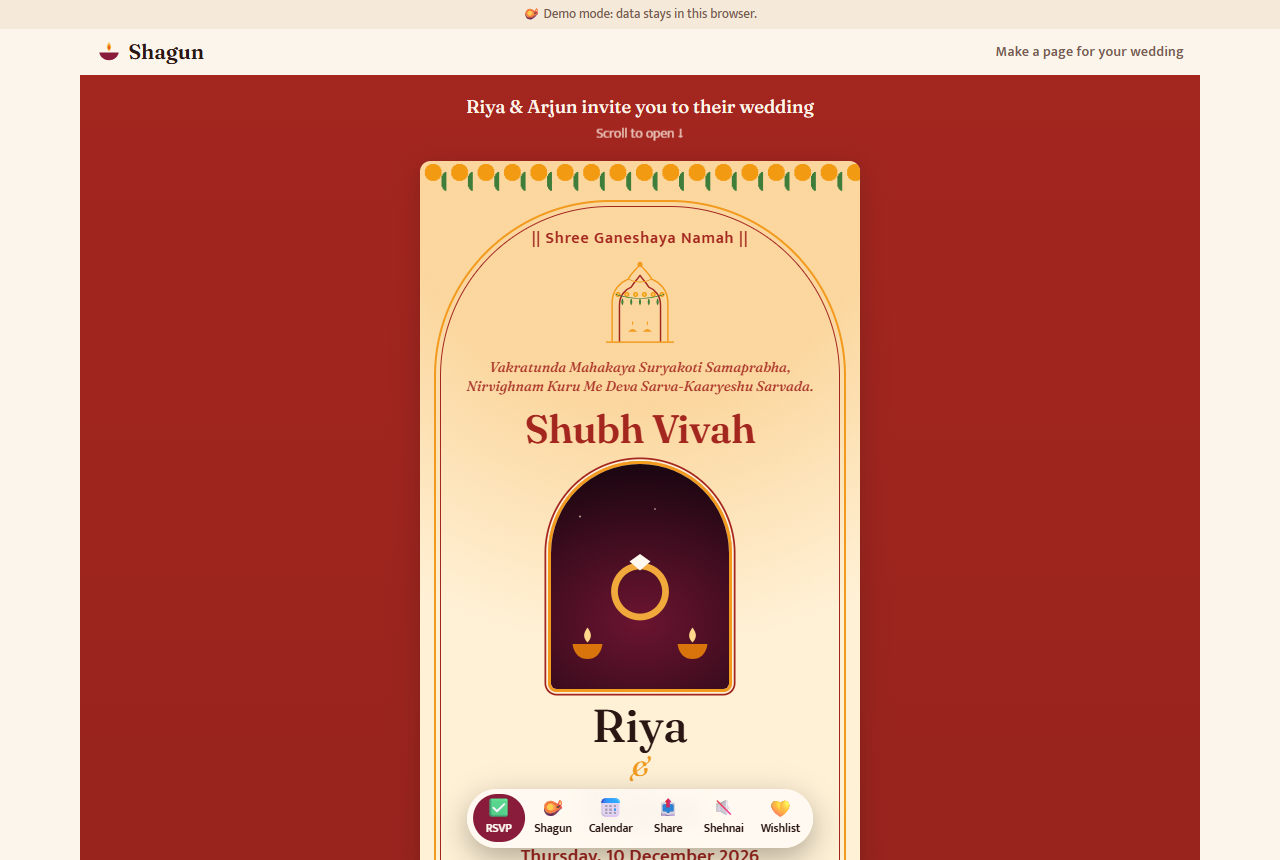 Demo mode: data stays in this browser.
Shagun
Make a page for your wedding
Riya & Arjun invite you to their wedding
Scroll to open ↓
|| Shree Ganeshaya Namah ||
Vakratunda Mahakaya Suryakoti Samaprabha,
Nirvighnam Kuru Me Deva Sarva-Kaaryeshu Sarvada.
Shubh Vivah
Riya
&
RSVP
Shagun
Calendar
Share
Shehnai
Wishlist
Thursday, 10 December 2026